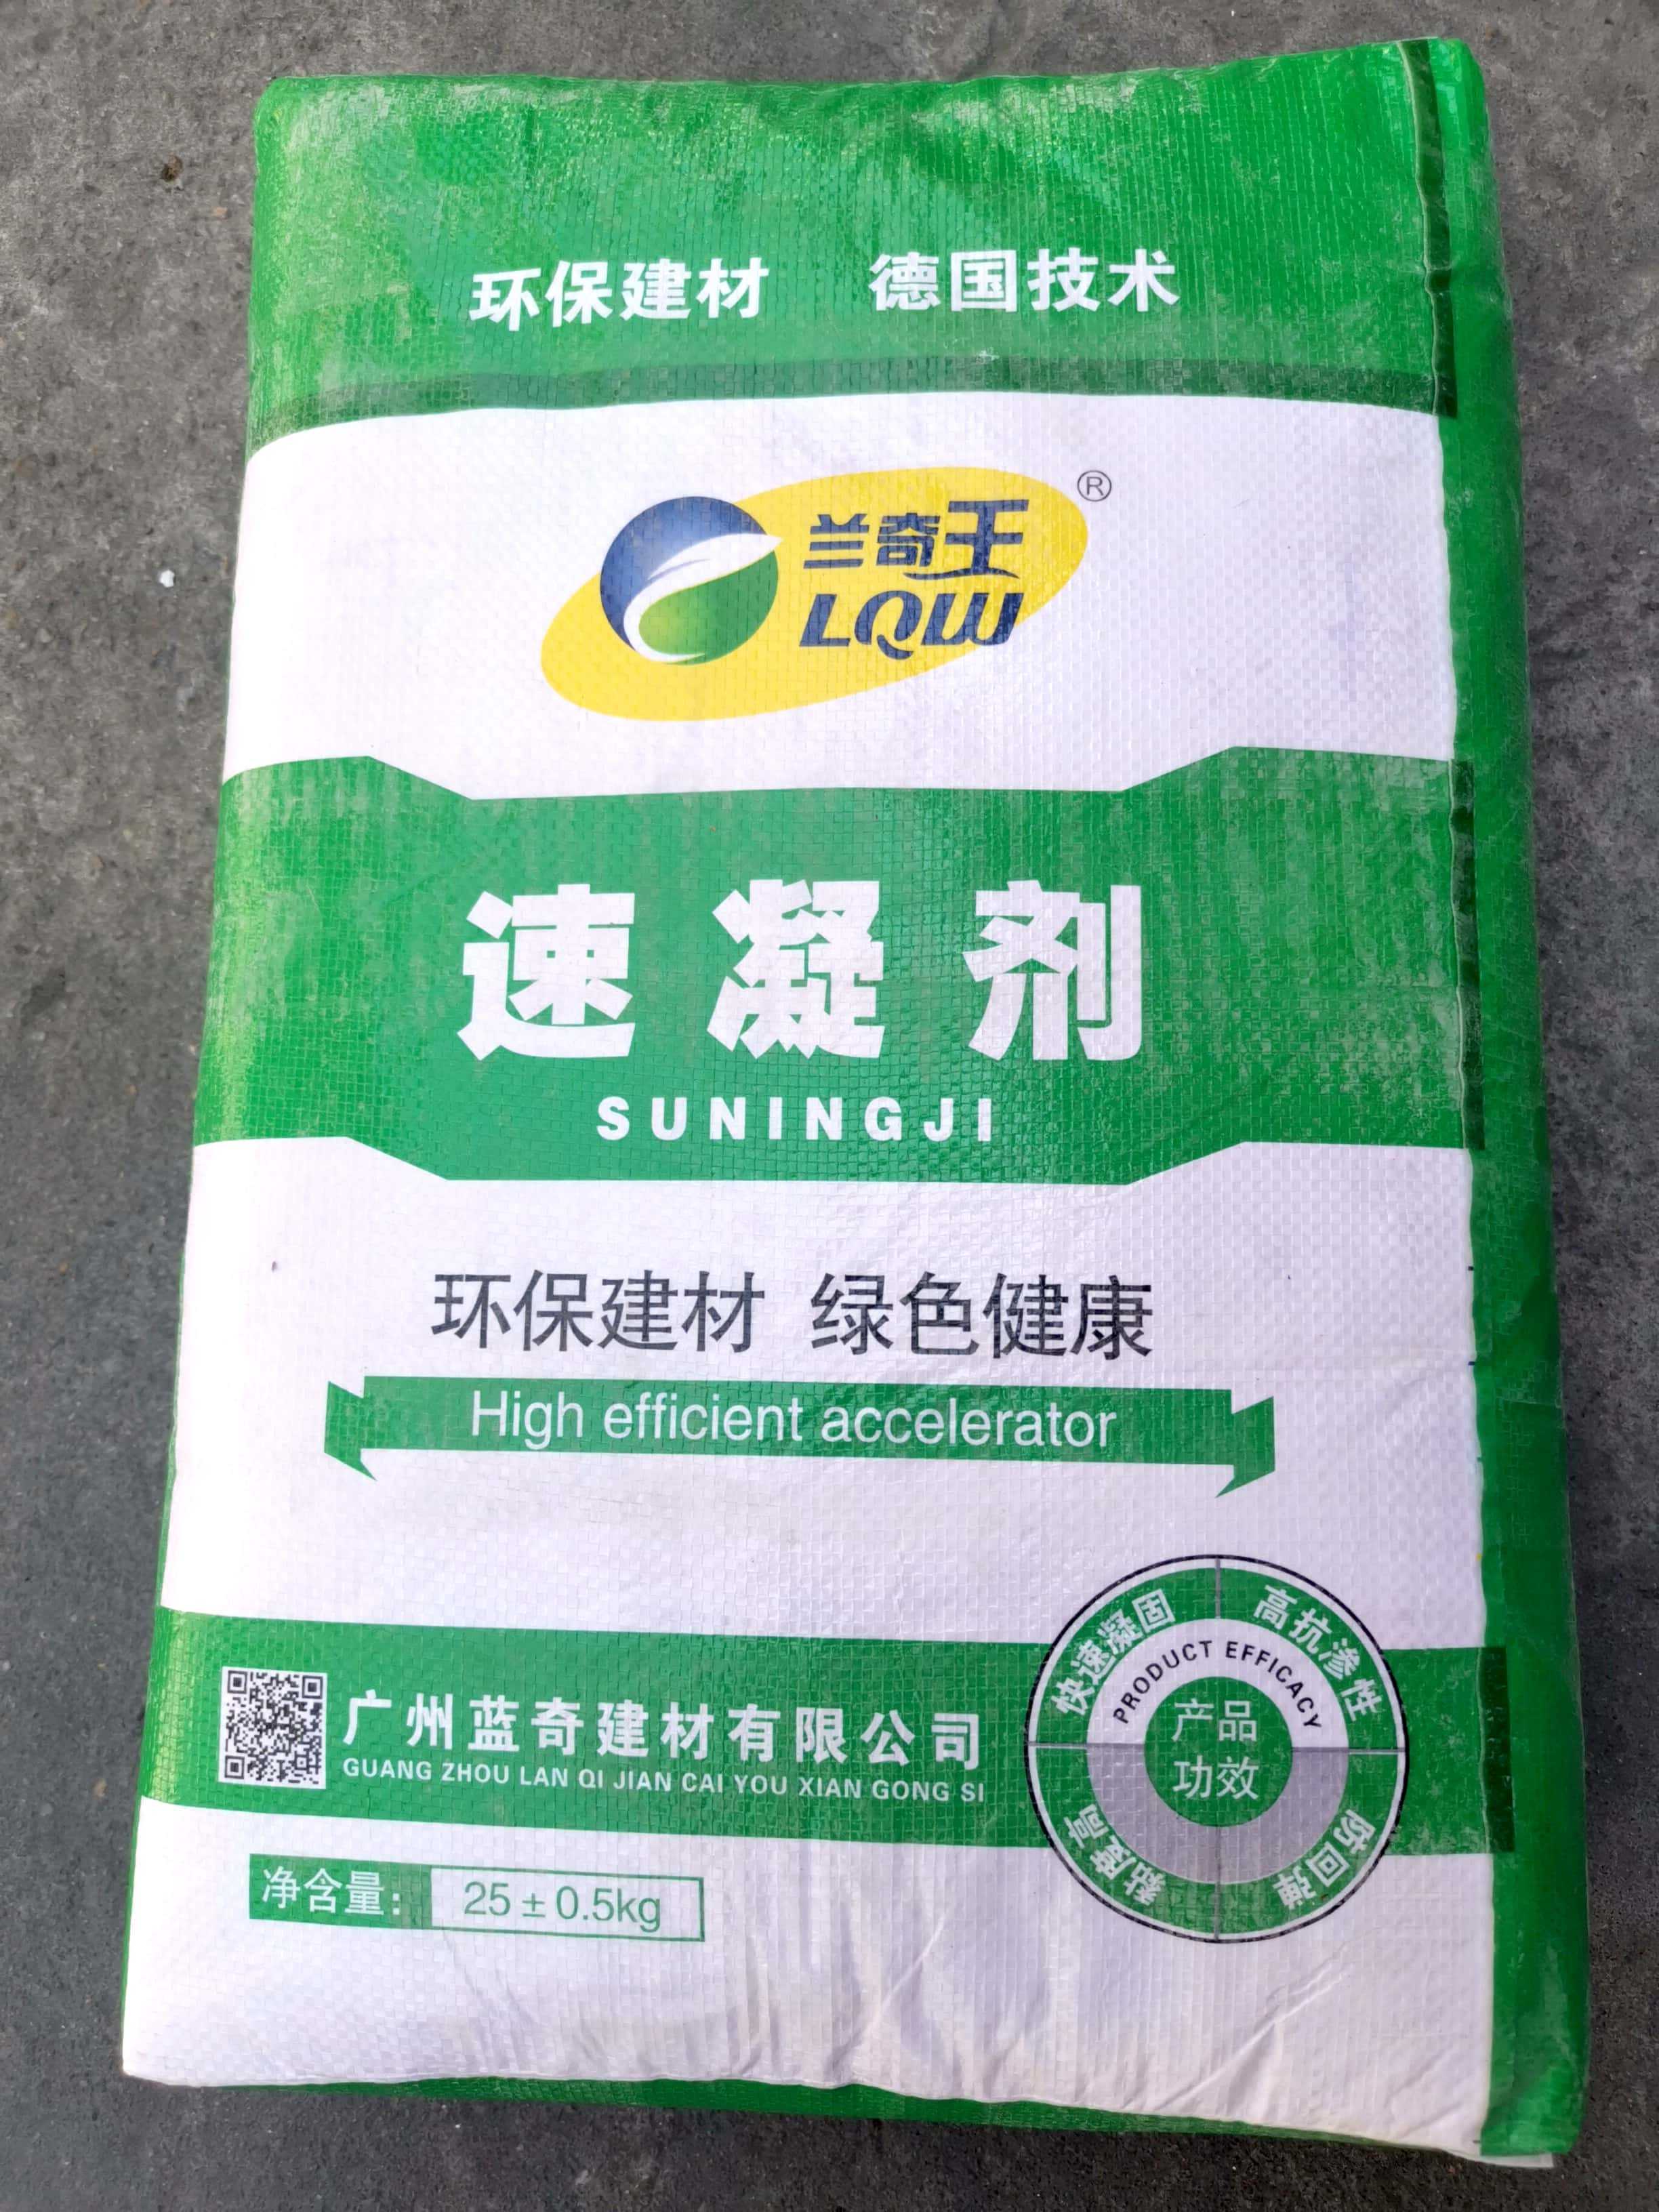 环保建材 德国技术
兰奇王
®
LQW
速凝剂
SUNINGJI
环保建材 绿色健康
High efficient accelerator
快速凝固
高抗渗性
PRODUCT EFFICACY
产品
功效
黏度高
防回弹
广州蓝奇建材有限公司
GUANG ZHOU LAN QI JIAN CAI YOU XIAN GONG SI
净含量: 25±0.5kg